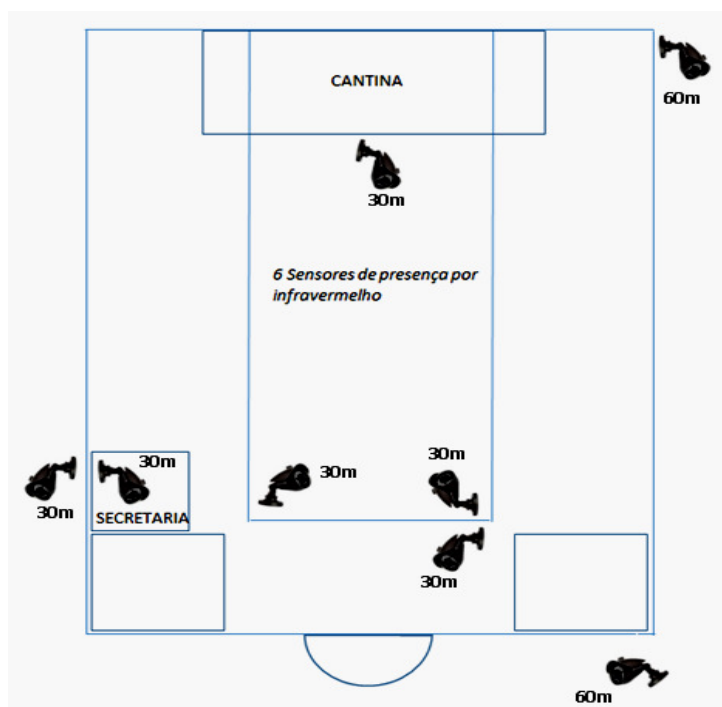 60m
CANTINA
30m
6 Sensores de presença por
infravermelho
30m
30m
30m
30m
SECRETARIA
30m
60m